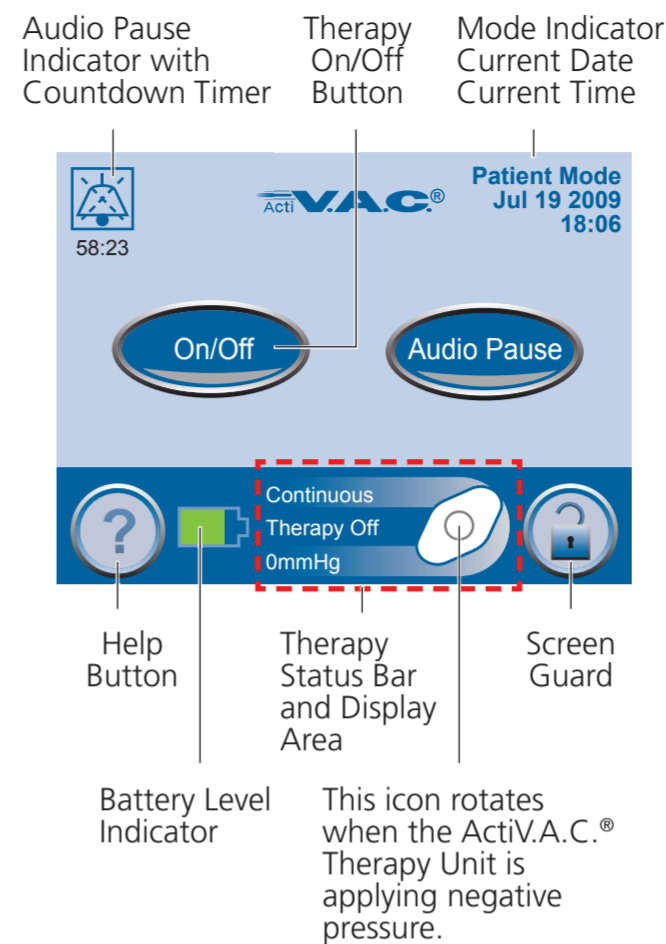 Audio Pause
Indicator with
Countdown Timer
Therapy
On/Off
Button
Mode Indicator
Current Date
Current Time
58:23
Acti V.A.C.®
Patient Mode
Jul 19 2009
18:06
On/Off
Audio Pause
?
Continuous
Therapy Off
0mmHg
Help
Button
Therapy
Status Bar
and Display
Area
Screen
Guard
Battery Level
Indicator
This icon rotates
when the ActiV.A.C.®
Therapy Unit is
applying negative
pressure.